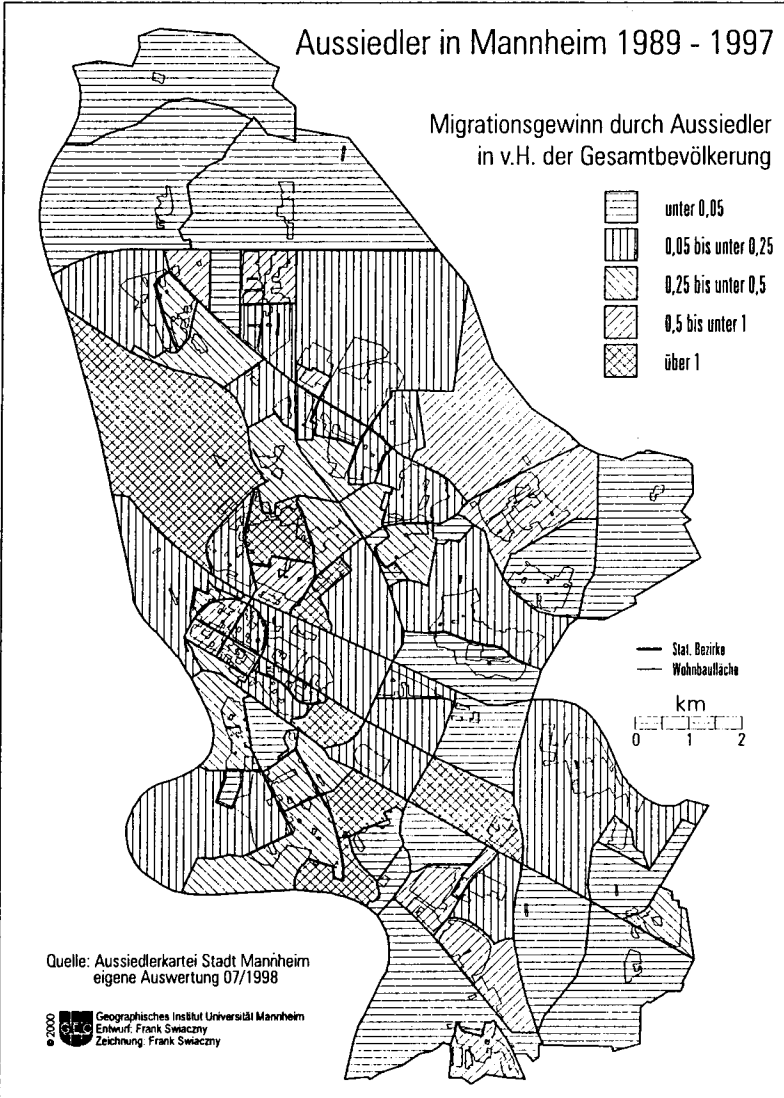 Aussiedler in Mannheim 1989 - 1997
Migrationsgewinn durch Aussiedler
in v.H. der Gesamtbevölkerung
unter 0,05
0,05 bis unter 0,25
0,25 bis unter 0,5
0,5 bis unter 1
über 1
Stat. Bezirke
Wohnbaufläche
km
0 1 2
Quelle: Aussiedlerkartei Stadt Mannheim
eigene Auswertung 07/1998
© 2000
GEO
Geographisches Institut Universität Mannheim
Entwurf: Frank Swiaczny
Zeichnung: Frank Swiaczny